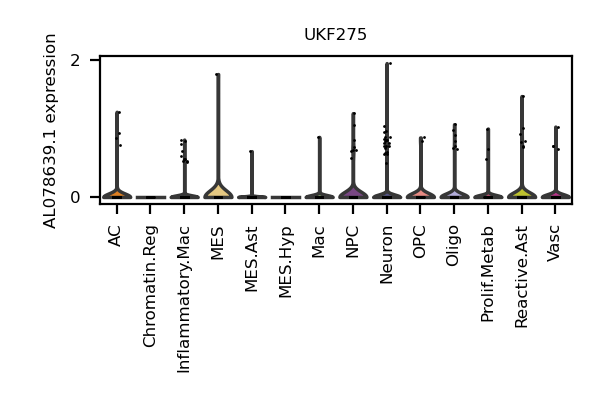 UKF275
AL078639.1 expression
2
0
AC
Chromatin.Reg
Inflammatory.Mac
MES
MES.Ast
MES.Hyp
Mac
NPC
Neuron
OPC
Oligo
Prolif.Metab
Reactive.Ast
Vasc